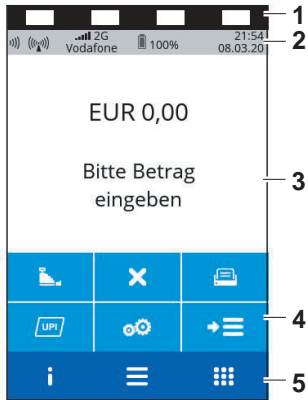 1
2G 21:54
Vodafone 100% 08.03.20
2
EUR 0,00
Bitte Betrag
eingeben
3
UPI
4
i
5